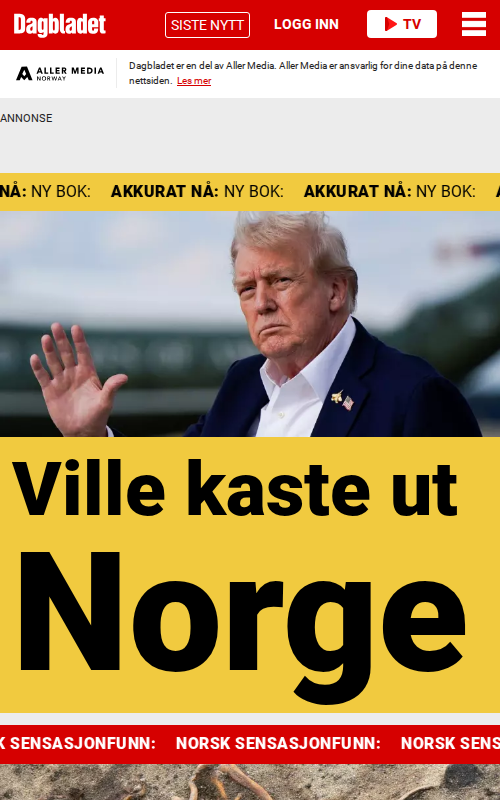 Dagbladet
SISTE NYTT
LOGG INN
TV
ALLER MEDIA
NORWAY
Dagbladet er en del av Aller Media. Aller Media er ansvarlig for dine data på denne
nettsiden. Les mer
ANNONSE
NÅ: NY BOK: AKKURAT NÅ: NY BOK: AKKURAT NÅ: NY BOK: A
Ville kaste ut
Norge
K SENSASJONFUNN: NORSK SENSASJONFUNN: NORSK SENS